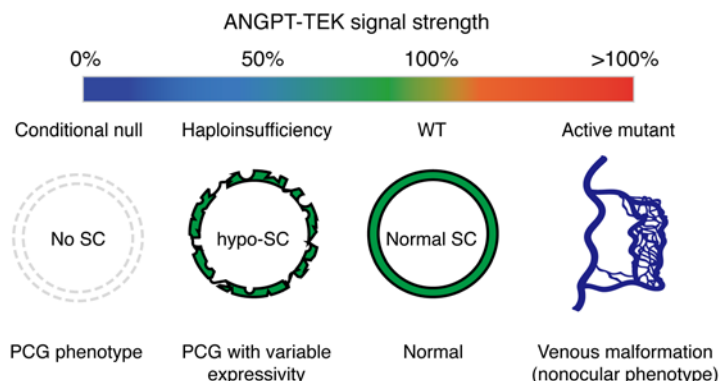 ANGPT-TEK signal strength
0% 50% 100% >100%
Conditional null Haploinsufficiency WT Active mutant
No SC hypo-SC Normal SC
PCG phenotype PCG with variable expressivity Normal Venous malformation (nonocular phenotype)